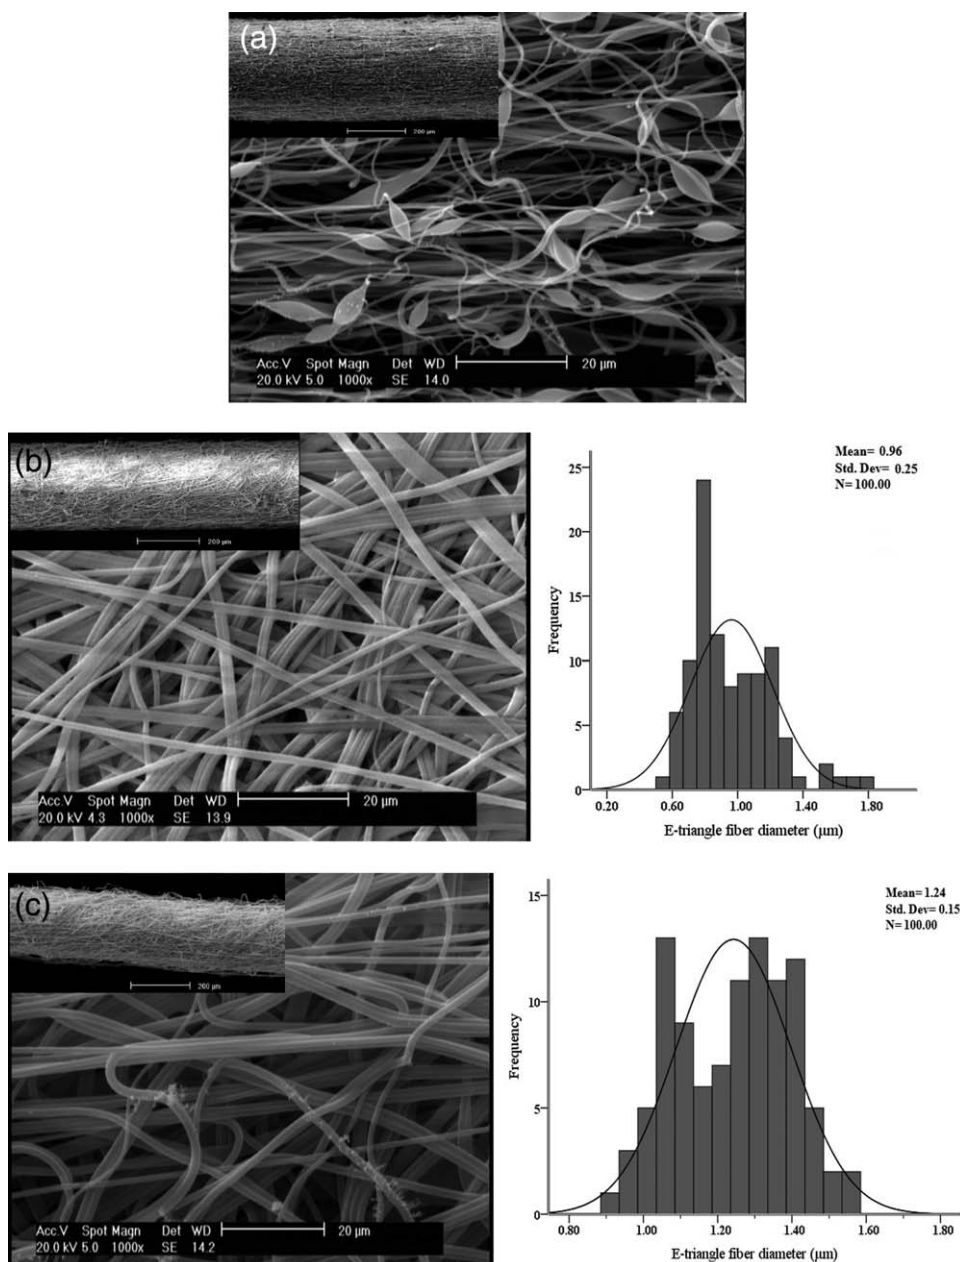 (a)
200 µm
Acc.V Spot Magn Det WD 20 µm
20.0 kV 5.0 1000x SE 14.0
(b)
200 µm
Acc.V Spot Magn Det WD 20 µm
20.0 kV 4.3 1000x SE 13.9
Mean= 0.96
Std. Dev= 0.25
N= 100.00
25
20
15
10
5
0
Frequency
0.20 0.60 1.00 1.40 1.80
E-triangle fiber diameter (µm)
(c)
200 µm
Acc.V Spot Magn Det WD 20 µm
20.0 kV 5.0 1000x SE 14.2
Mean= 1.24
Std. Dev= 0.15
N= 100.00
15
10
5
0
Frequency
0.80 1.00 1.20 1.40 1.60 1.80
E-triangle fiber diameter (µm)